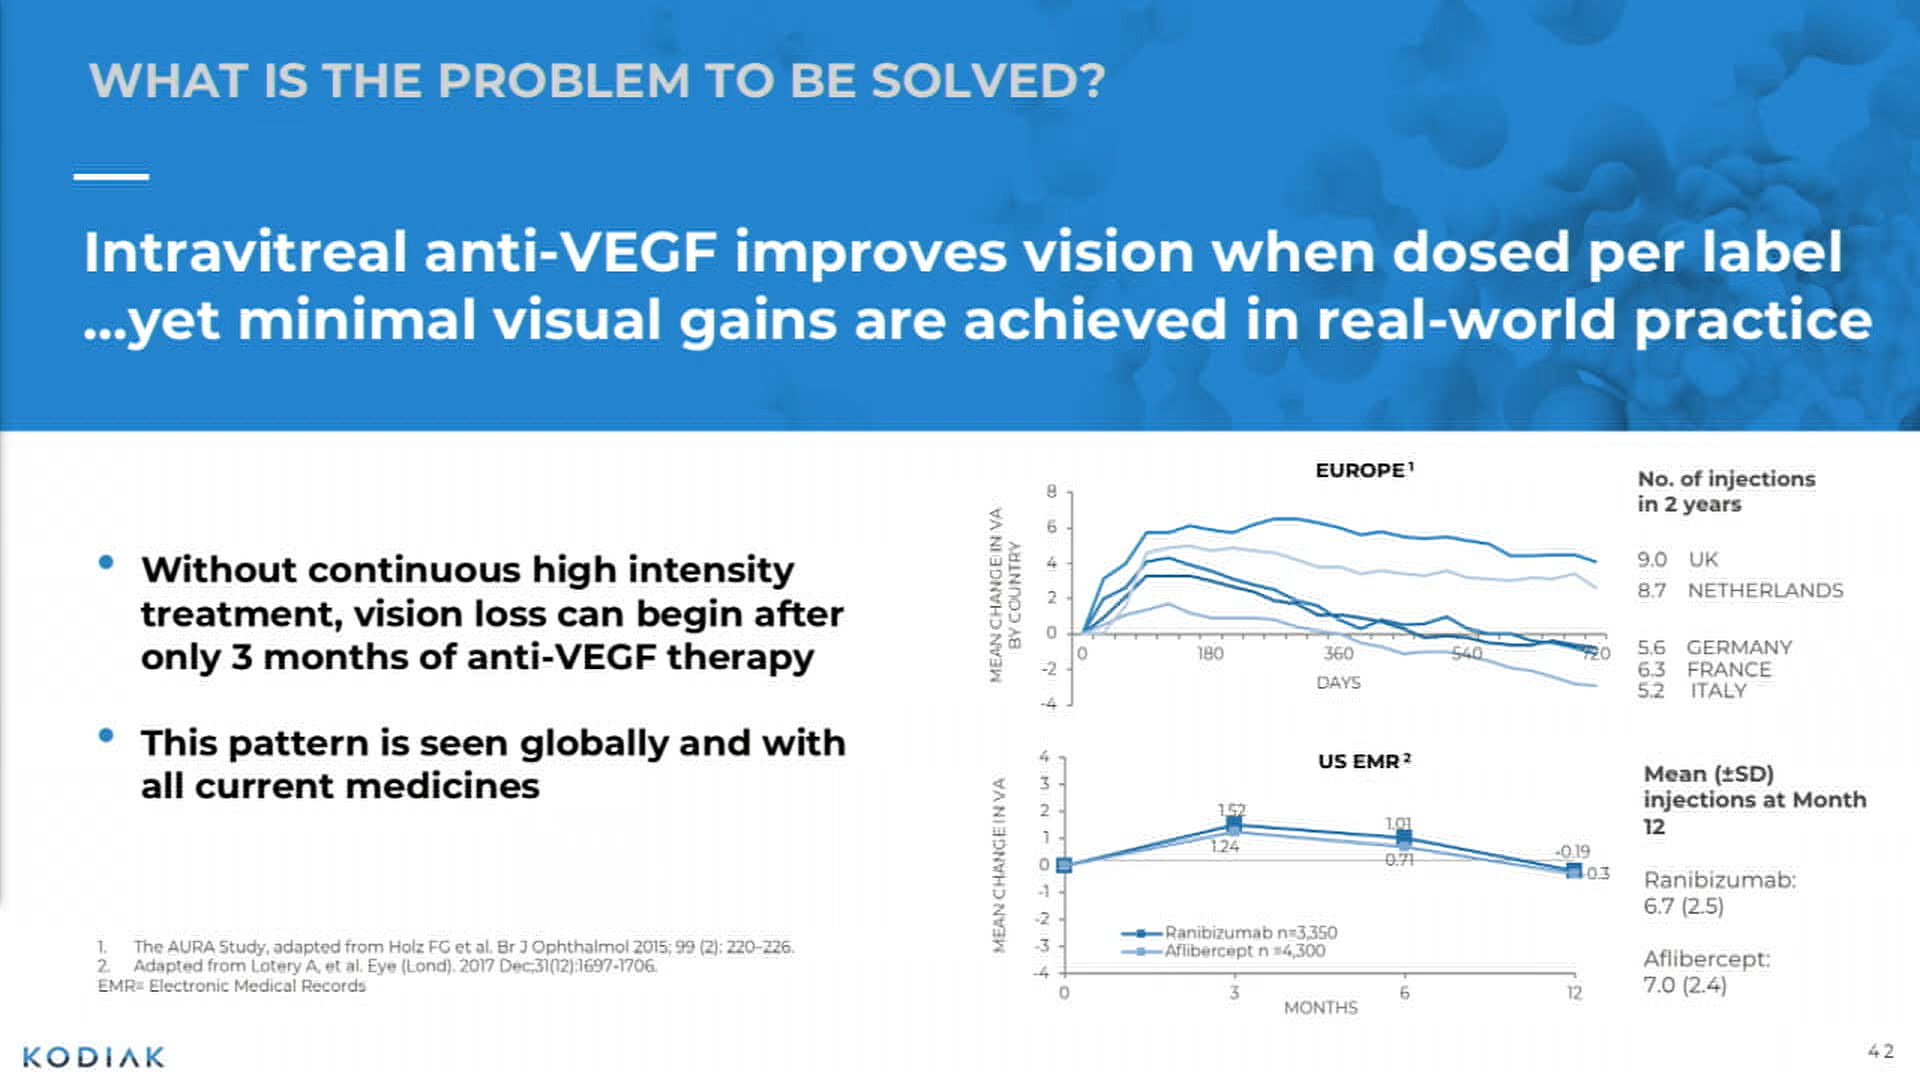 WHAT IS THE PROBLEM TO BE SOLVED?
Intravitreal anti-VEGF improves vision when dosed per label
...yet minimal visual gains are achieved in real-world practice
• Without continuous high intensity
treatment, vision loss can begin after
only 3 months of anti-VEGF therapy
• This pattern is seen globally and with
all current medicines
1. The AURA Study, adapted from Holz FG et al. Br J Ophthalmol 2015; 99 (2): 220-226.
2. Adapted from Lotery A, et al. Eye (Lond). 2017 Dec;31(12):1697-1706.
EMR= Electronic Medical Records
EUROPE¹
MEAN CHANGE IN VA
BY COUNTRY
8
6
4
2
0
-2
-4
0 180 360 540 720
DAYS
No. of injections
in 2 years
9.0 UK
8.7 NETHERLANDS
5.6 GERMANY
6.3 FRANCE
5.2 ITALY
US EMR²
MEAN CHANGE IN VA
4
3
2
1
0
-1
-2
-3
-4
1.52
1.24
1.01
0.71
-0.19
-0.3
Ranibizumab n=3,350
Aflibercept n =4,300
0 3 6 12
MONTHS
Mean (±SD)
injections at Month
12
Ranibizumab:
6.7 (2.5)
Aflibercept:
7.0 (2.4)
KODIAK
42